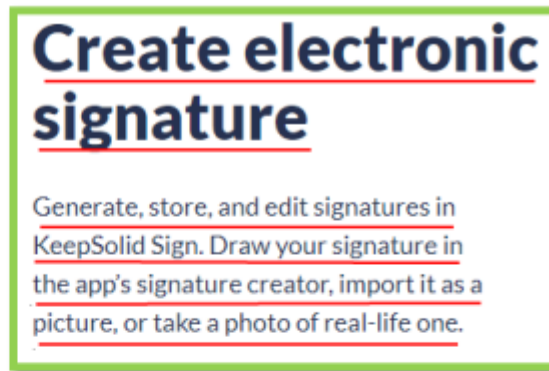 Create electronic
signature
Generate, store, and edit signatures in
KeepSolid Sign. Draw your signature in
the app's signature creator, import it as a
picture, or take a photo of real-life one.